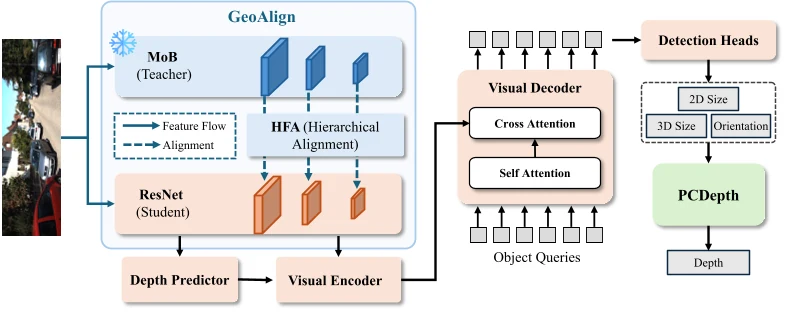 GeoAlign
MoB
(Teacher)
Feature Flow
Alignment
HFA (Hierarchical
Alignment)
ResNet
(Student)
Depth Predictor
Visual Encoder
Visual Decoder
Cross Attention
Self Attention
Object Queries
Detection Heads
2D Size
3D Size
Orientation
PCDepth
Depth